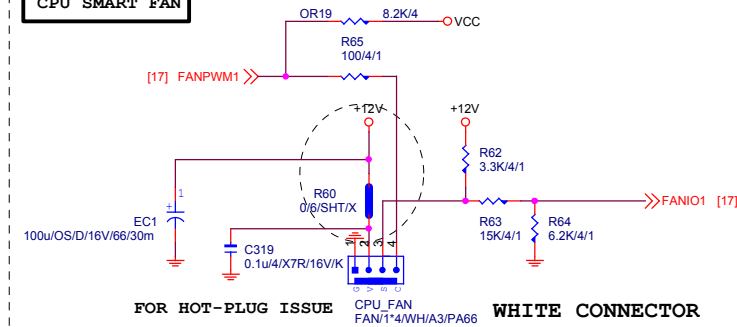 CPU SMART FAN
OR19 8.2K/4 VCC
R65
100/4/1
[17] FANPWM1
+12V +12V
R62
3.3K/4/1
1
+
EC1
100u/OS/D/16V/66/30m
R60
0/6/SHT/X
FANIO1 [17]
R63
15K/4/1
R64
6.2K/4/1
C319
0.1u/4/X7R/16V/K
1 2 3 4
G V S C
FOR HOT-PLUG ISSUE
CPU_FAN
FAN/1*4/WH/A3/PA66
WHITE CONNECTOR